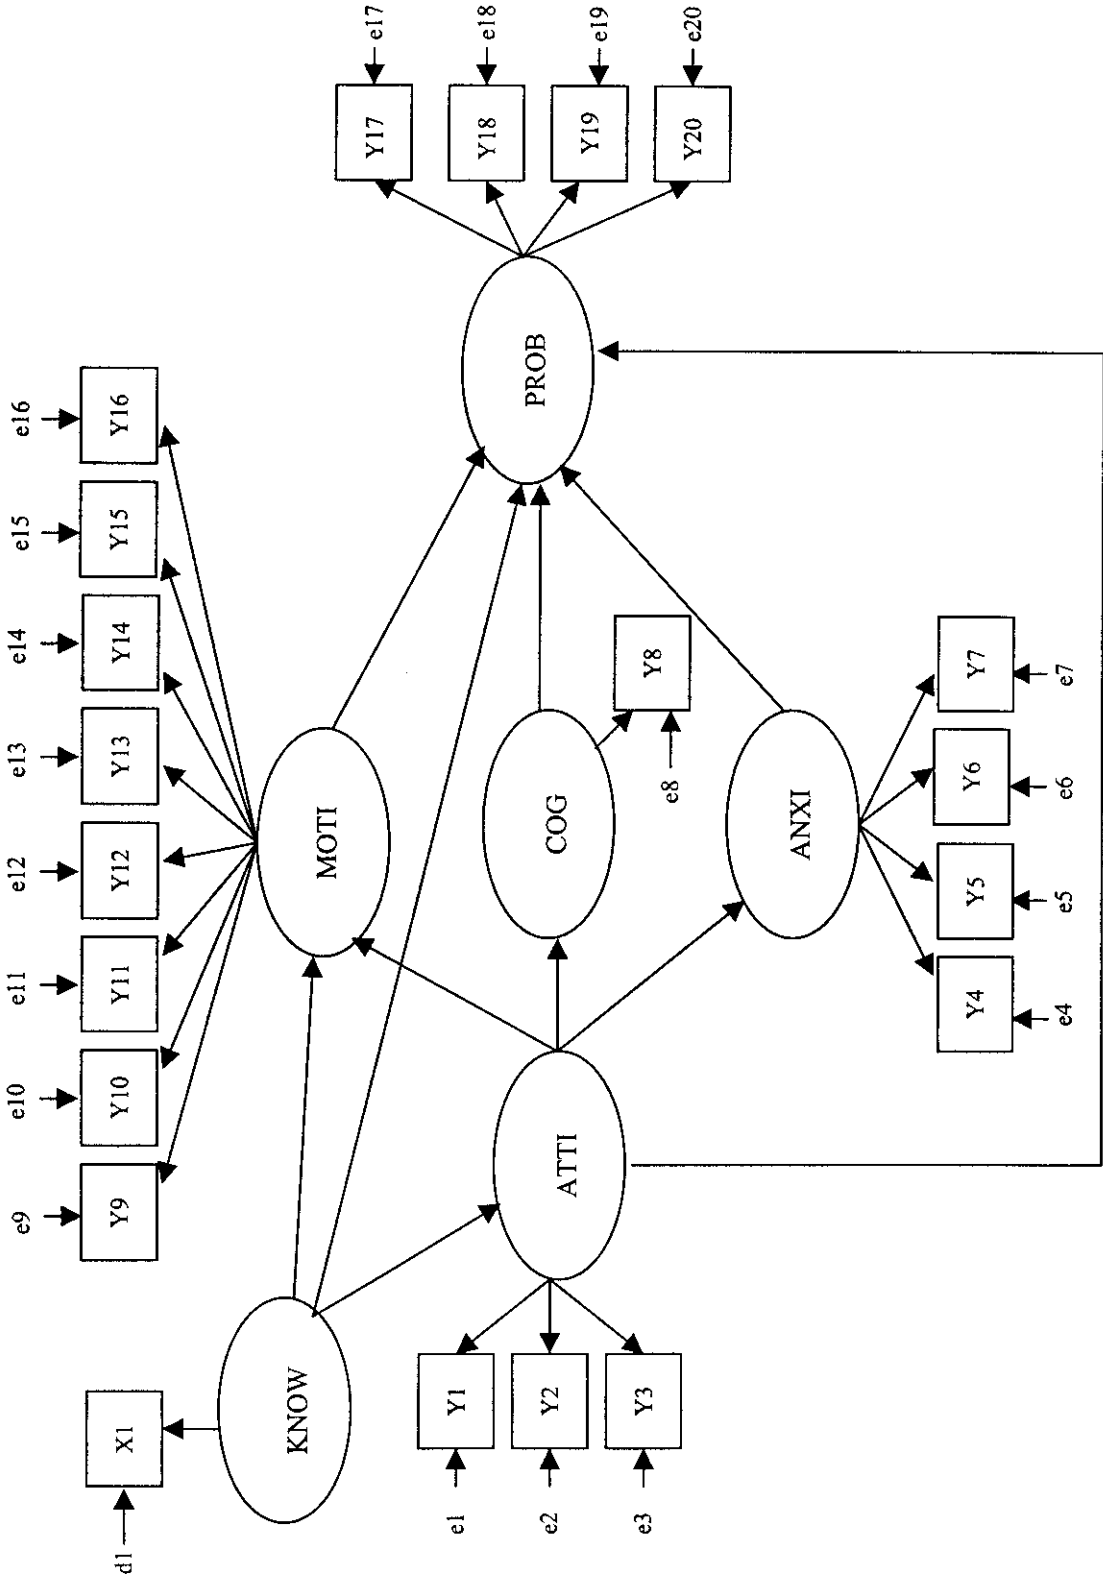 e9 e10 e11 e12 e13 e14 e15 e16
d1 X1 Y9 Y10 Y11 Y12 Y13 Y14 Y15 Y16
KNOW
MOTI
Y17 e17
e1 Y1
Y18 e18
PROB
e2 Y2
COG
ATTI
Y19 e19
e3 Y3
Y8
e8
Y20 e20
ANXI
Y4 Y5 Y6 Y7
e4 e5 e6 e7